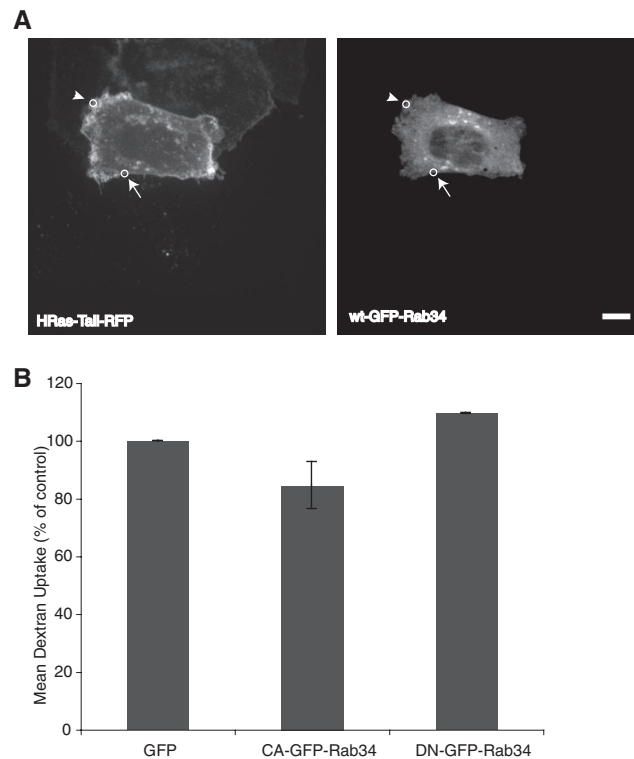 A
HRas-Tail-RFP
wt-GFP-Rab34
B
Mean Dextran Uptake (% of control)
120
100
80
60
40
20
0
GFP
CA-GFP-Rab34
DN-GFP-Rab34